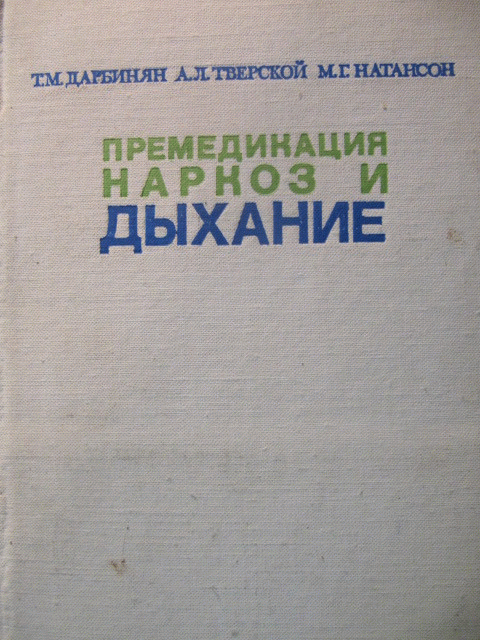 Т.М.ДАРБИНЯН А.Л.ТВЕРСКОЙ М.Г.НАТАНСОН
ПРЕМЕДИКАЦИЯ
НАРКОЗ И
ДЫХАНИЕ